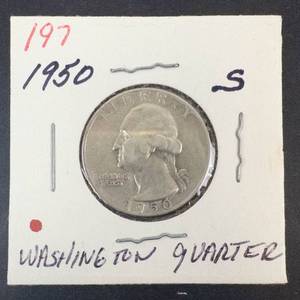 197
1950 S
LIBERTY
IN GOD WE
TRUST
1950
WASHINGTON QUARTER